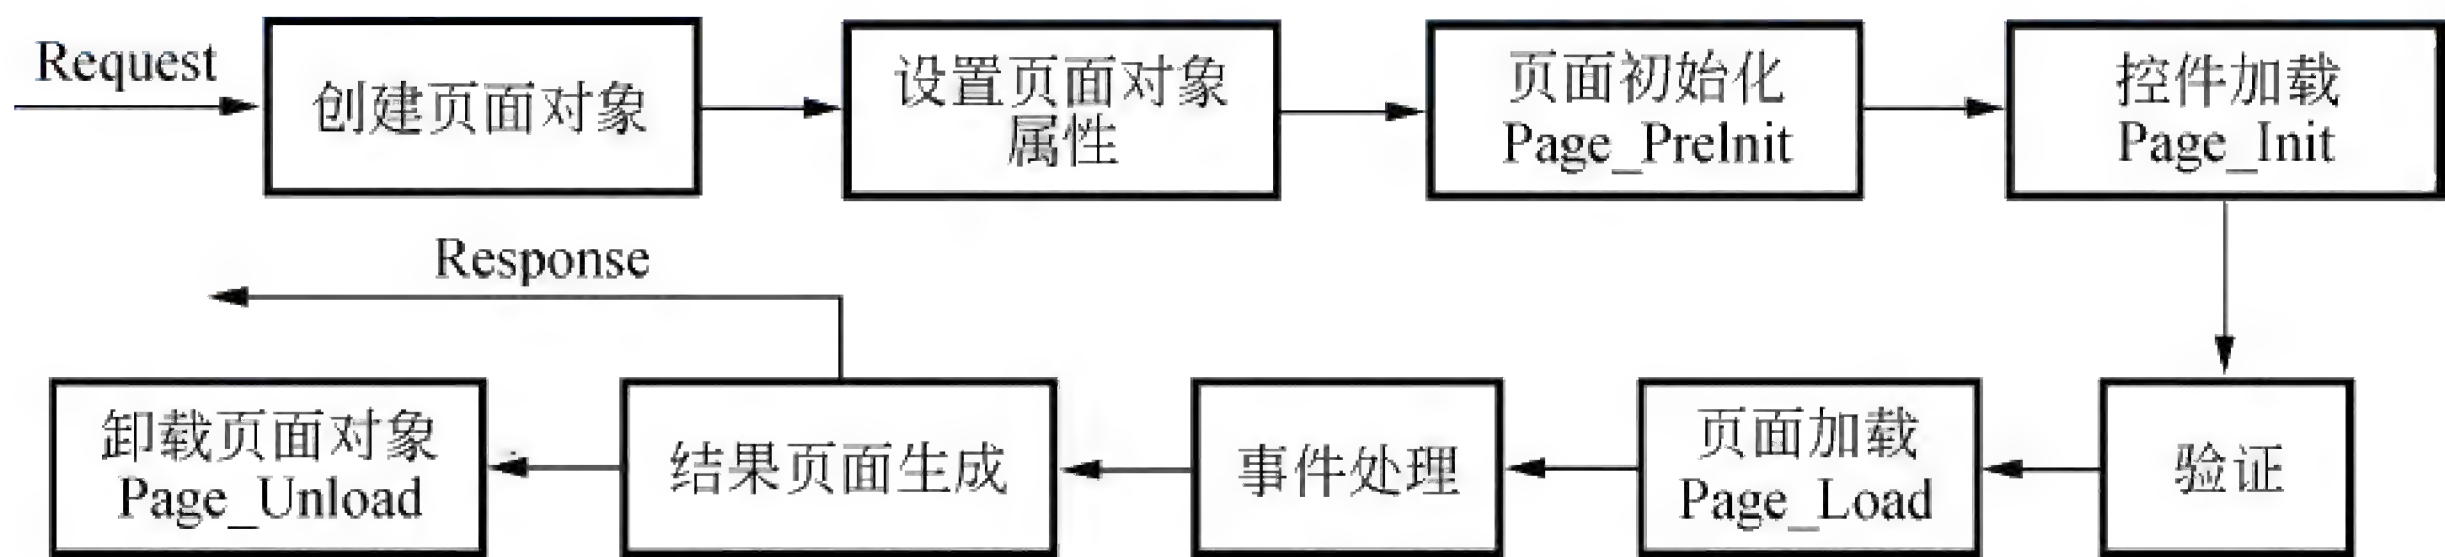 Request
创建页面对象
设置页面对象
属性
页面初始化
Page_PreInit
控件加载
Page_Init
Response
卸载页面对象
Page_Unload
结果页面生成
事件处理
页面加载
Page_Load
验证